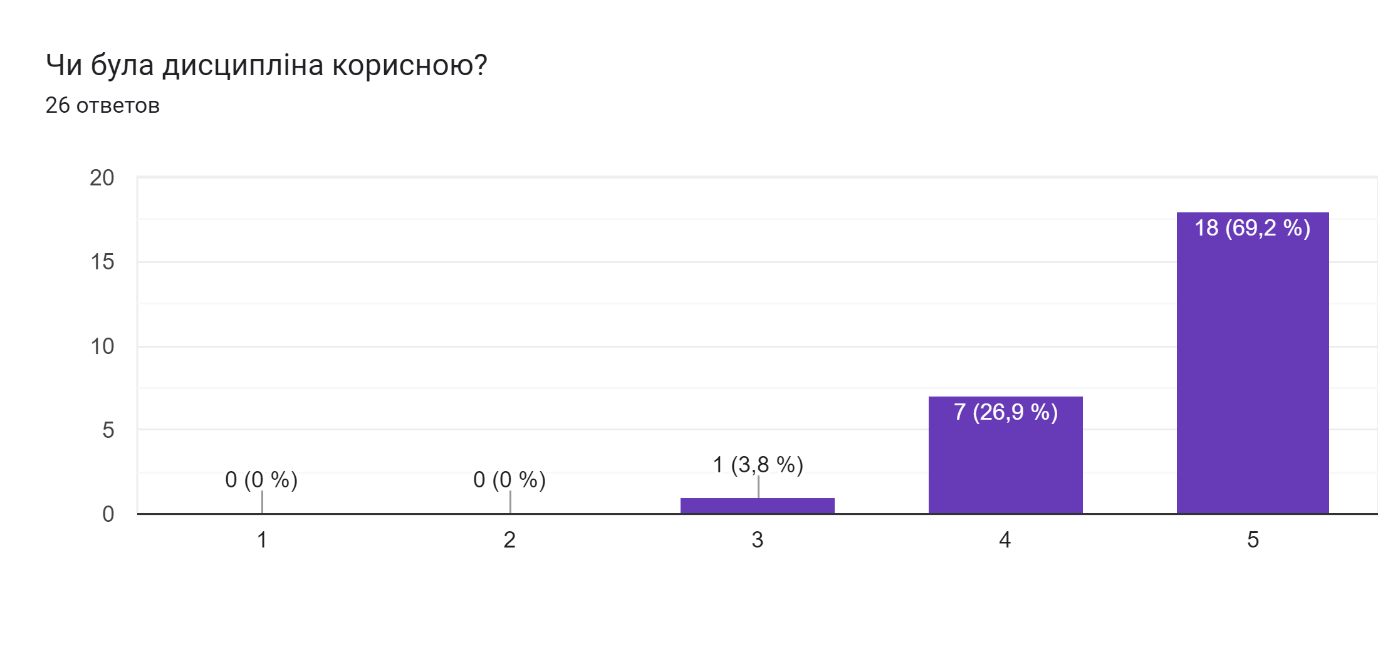 Чи була дисципліна корисною?
26 ответов
20
15
10
5
0
0 (0 %)
0 (0 %)
1 (3,8 %)
7 (26,9 %)
18 (69,2 %)
1
2
3
4
5